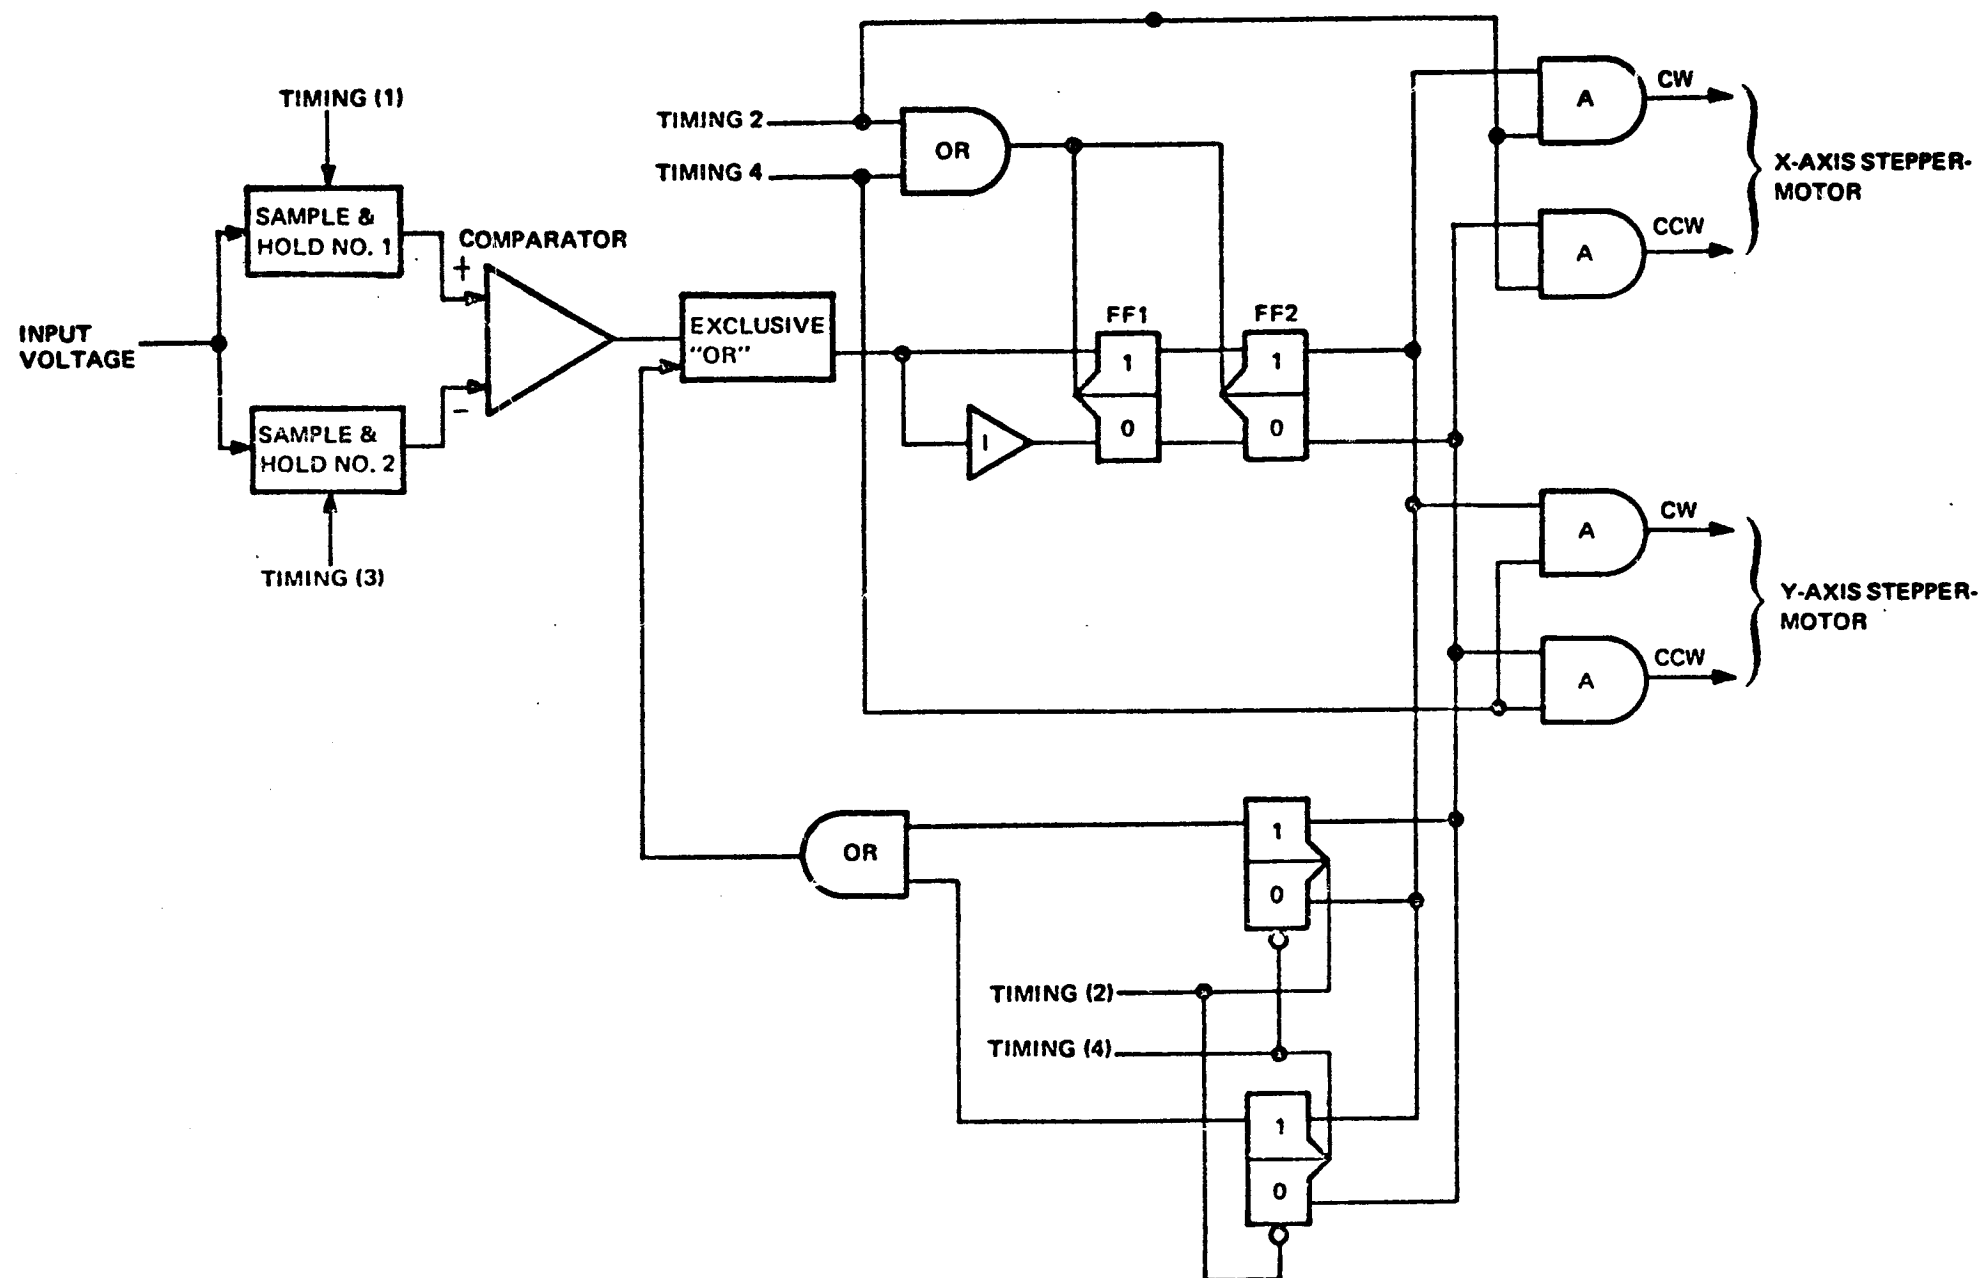 TIMING (1)
SAMPLE &
HOLD NO. 1
INPUT
VOLTAGE
SAMPLE &
HOLD NO. 2
TIMING (3)
COMPARATOR
+
−
EXCLUSIVE
"OR"
TIMING 2
TIMING 4
OR
I
FF1
1
0
FF2
1
0
A
CW
A
CCW
X-AXIS STEPPER-
MOTOR
A
CW
A
CCW
Y-AXIS STEPPER-
MOTOR
OR
1
0
TIMING (2)
TIMING (4)
1
0